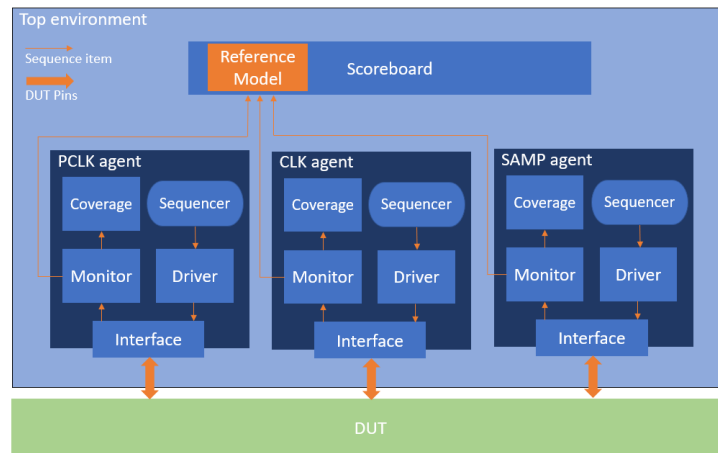 Top environment
Sequence item
DUT Pins
Reference
Model
Scoreboard
PCLK agent
Coverage
Sequencer
Monitor
Driver
Interface
CLK agent
Coverage
Sequencer
Monitor
Driver
Interface
SAMP agent
Coverage
Sequencer
Monitor
Driver
Interface
DUT